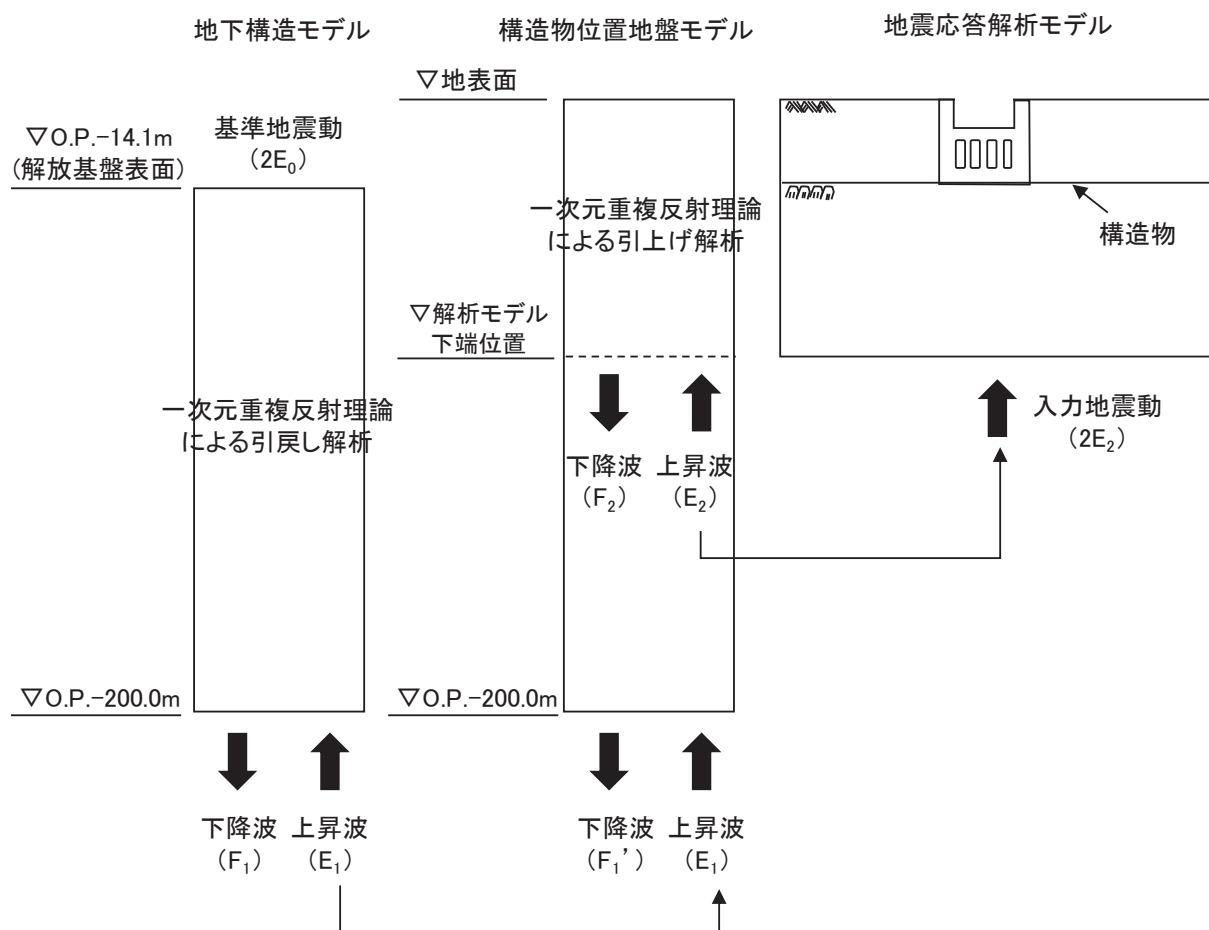 地下構造モデル
▽O.P.-14.1m
(解放基盤表面)
基準地震動
(2E₀)
一次元重複反射理論
による引戻し解析
▽O.P.-200.0m
下降波
(F₁)
上昇波
(E₁)
構造物位置地盤モデル
▽地表面
一次元重複反射理論
による引上げ解析
▽解析モデル
下端位置
下降波
(F₂)
上昇波
(E₂)
▽O.P.-200.0m
下降波
(F₁’)
上昇波
(E₁)
地震応答解析モデル
構造物
入力地震動
(2E₂)